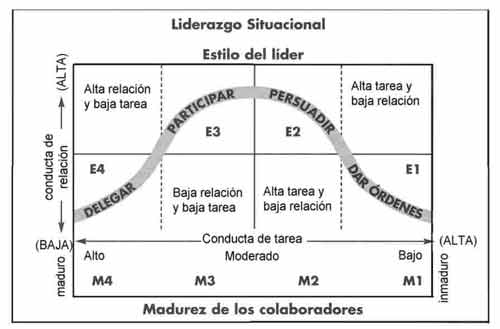 Liderazgo Situacional
Estilo del líder
(ALTA)
conducta de
relación
(BAJA)
Alta relación
y baja tarea
Alta tarea y
baja relación
PARTICIPAR
PERSUADIR
E3
E2
E4
E1
DELEGAR
DAR ÓRDENES
Baja relación
y baja tarea
Alta tarea y
baja relación
Conducta de tarea
(ALTA)
maduro
Alto
Moderado
Bajo
inmaduro
M4
M3
M2
M1
Madurez de los colaboradores